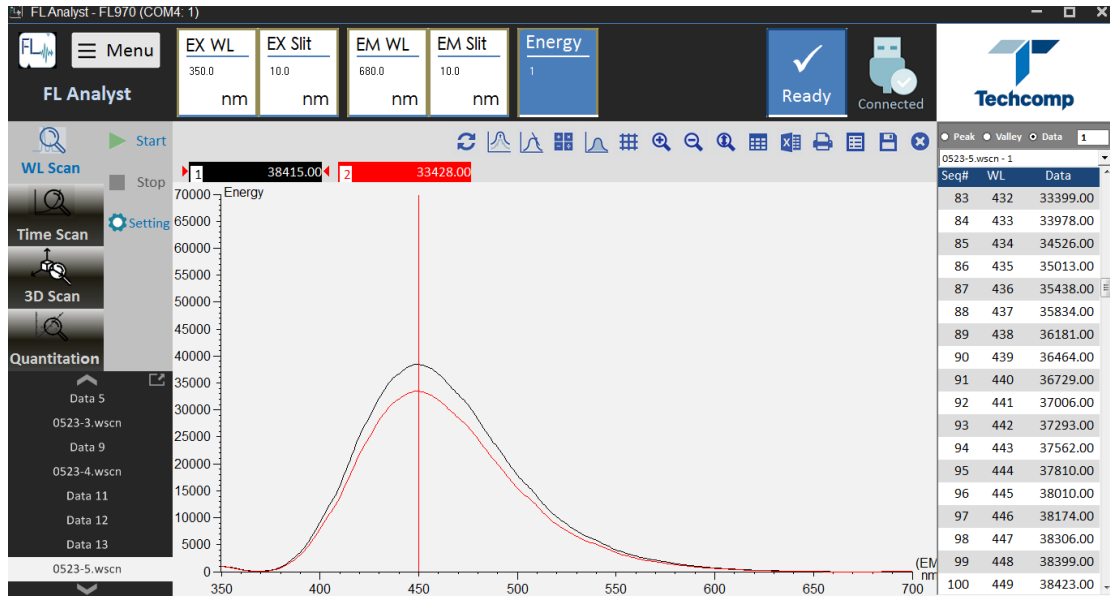 FL Analyst - FL970 (COM4: 1)
FL
Menu
FL Analyst
EX WL
350.0
nm
EX Slit
10.0
nm
EM WL
680.0
nm
EM Slit
10.0
nm
Energy
1
Ready
Connected
Techcomp
WL Scan
Time Scan
3D Scan
Quantitation
Start
Stop
Setting
Data 5
0523-3.wscn
Data 9
0523-4.wscn
Data 11
Data 12
Data 13
0523-5.wscn
1 38415.00
2 33428.00
Energy
70000
65000
60000
55000
50000
45000
40000
35000
30000
25000
20000
15000
10000
5000
0
350 400 450 500 550 600 650 700
(EM
nm
Peak Valley Data 1
0523-5.wscn - 1
Seq# WL Data
83 432 33399.00
84 433 33978.00
85 434 34526.00
86 435 35013.00
87 436 35438.00
88 437 35834.00
89 438 36181.00
90 439 36464.00
91 440 36729.00
92 441 37006.00
93 442 37293.00
94 443 37562.00
95 444 37810.00
96 445 38010.00
97 446 38174.00
98 447 38306.00
99 448 38399.00
100 449 38423.00